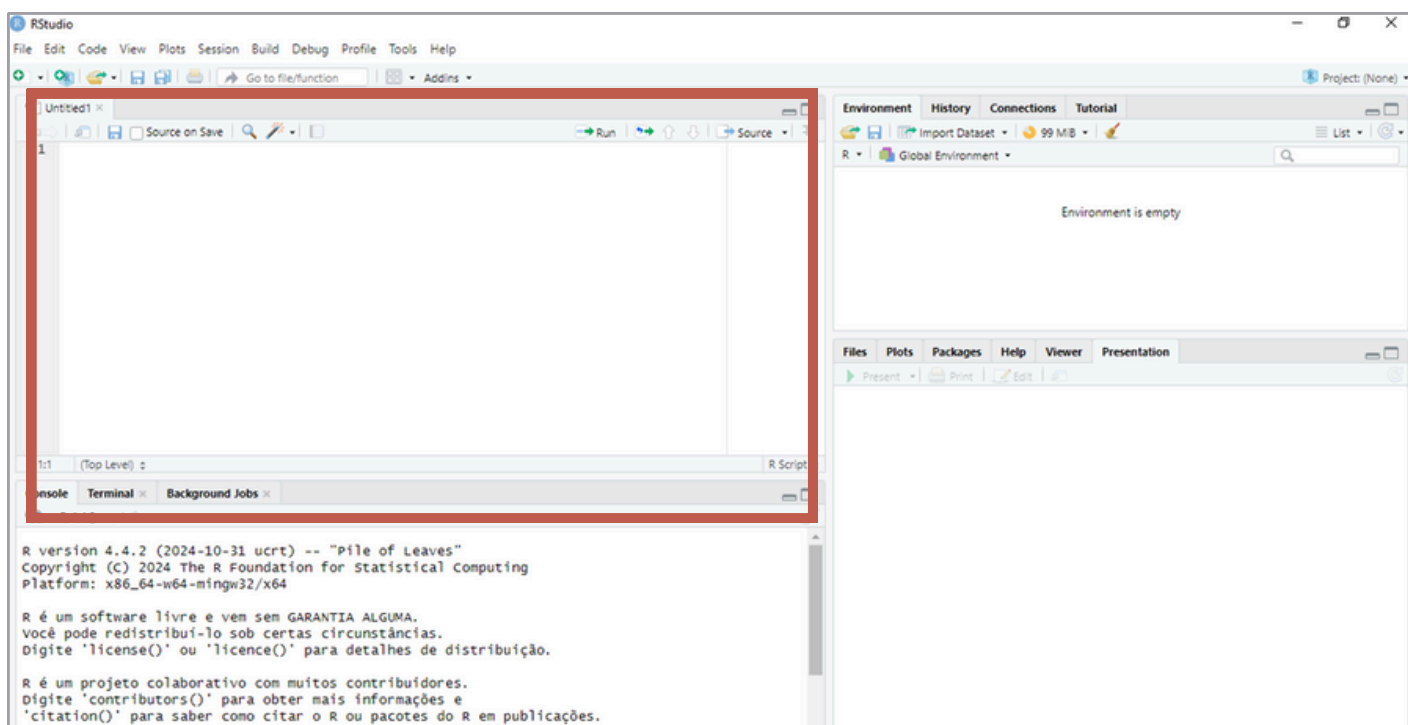 RStudio
File Edit Code View Plots Session Build Debug Profile Tools Help
Go to file/function Addins Project: (None)
Untitled1
Source on Save Run Source
1
1:1 (Top Level) R Script
Console Terminal Background Jobs
R version 4.4.2 (2024-10-31 ucrt) -- "Pile of Leaves"
Copyright (C) 2024 The R Foundation for Statistical Computing
Platform: x86_64-w64-mingw32/x64
R é um software livre e vem sem GARANTIA ALGUMA.
Você pode redistribuí-lo sob certas circunstâncias.
Digite 'license()' ou 'licence()' para detalhes de distribuição.
R é um projeto colaborativo com muitos contribuidores.
Digite 'contributors()' para obter mais informações e
'citation()' para saber como citar o R ou pacotes do R em publicações.
Environment History Connections Tutorial
Import Dataset 99 MiB List
R Global Environment
Environment is empty
Files Plots Packages Help Viewer Presentation
Present Print Edit